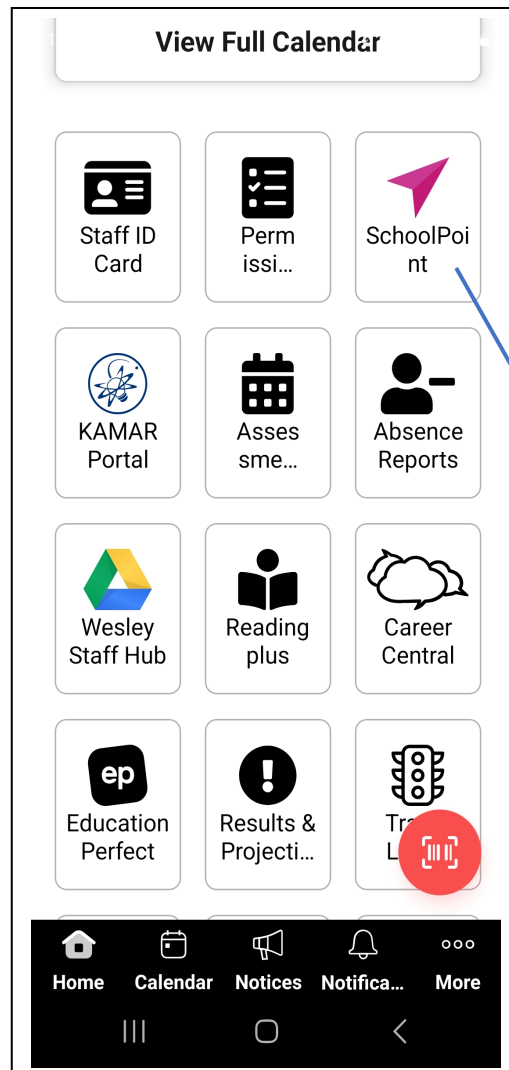 View Full Calendar
Staff ID
Card
Perm
issi...
SchoolPoi
nt
KAMAR
Portal
Asses
sme...
Absence
Reports
Wesley
Staff Hub
Reading
plus
Career
Central
ep
Education
Perfect
Results &
Projecti...
Home
Calendar
Notices
Notifica...
More